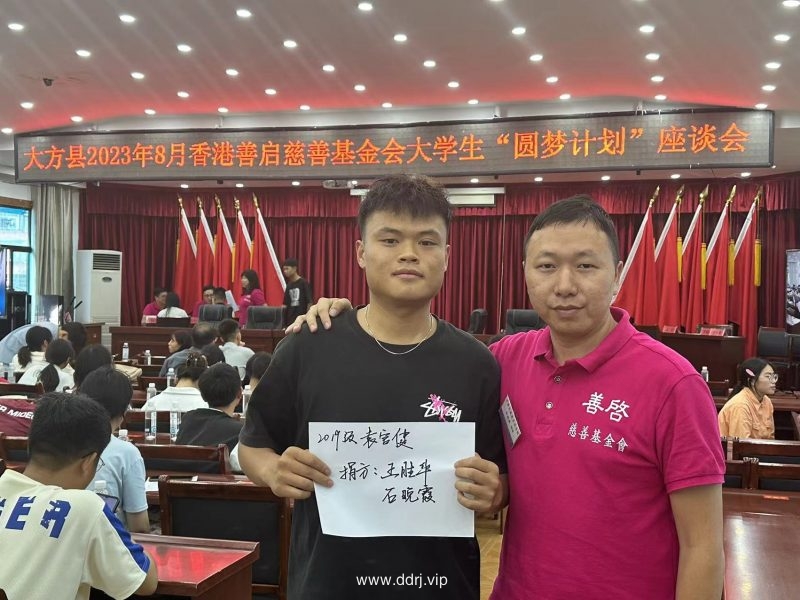 大方县2023年8月香港善启慈善基金会大学生“圆梦计划”座谈会
善啓
慈善基金會
2019级 袁宫健
捐方：王胜华
石晓霞
www.ddrj.vip